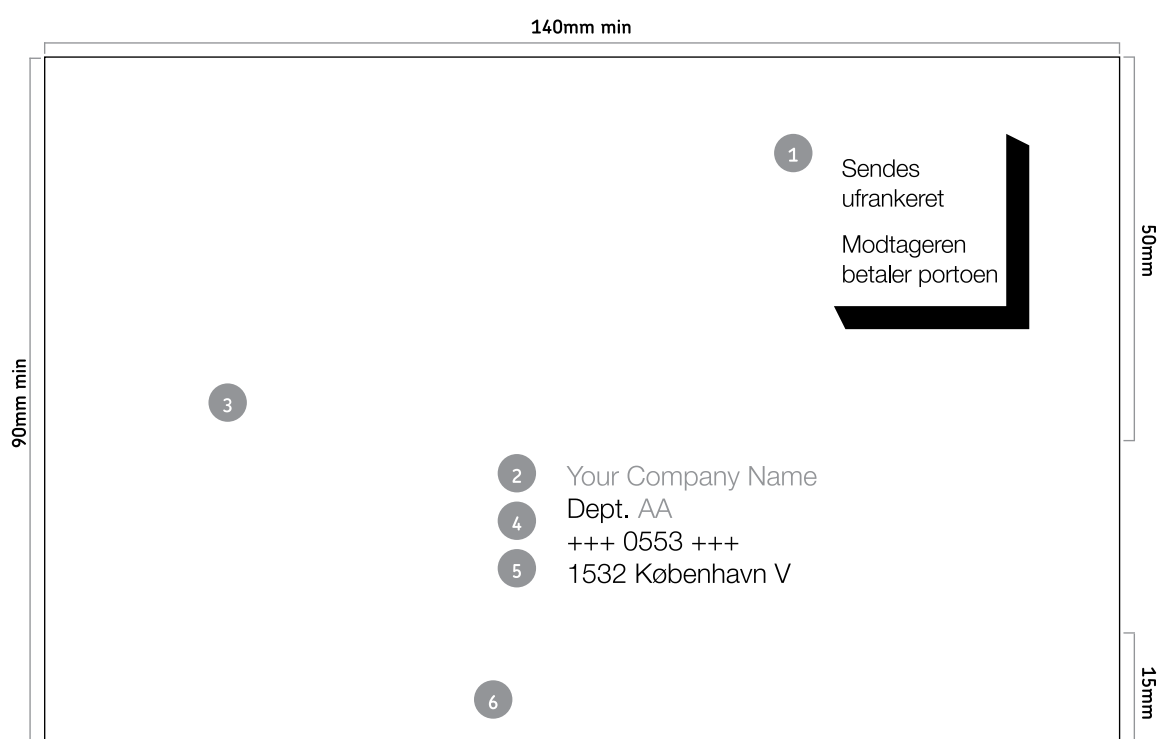 140mm min
1
Sendes
ufrankeret
Modtageren
betaler portoen
50mm
90mm min
3
2
Your Company Name
Dept. AA
4
+++ 0553 +++
5
1532 København V
6
15mm